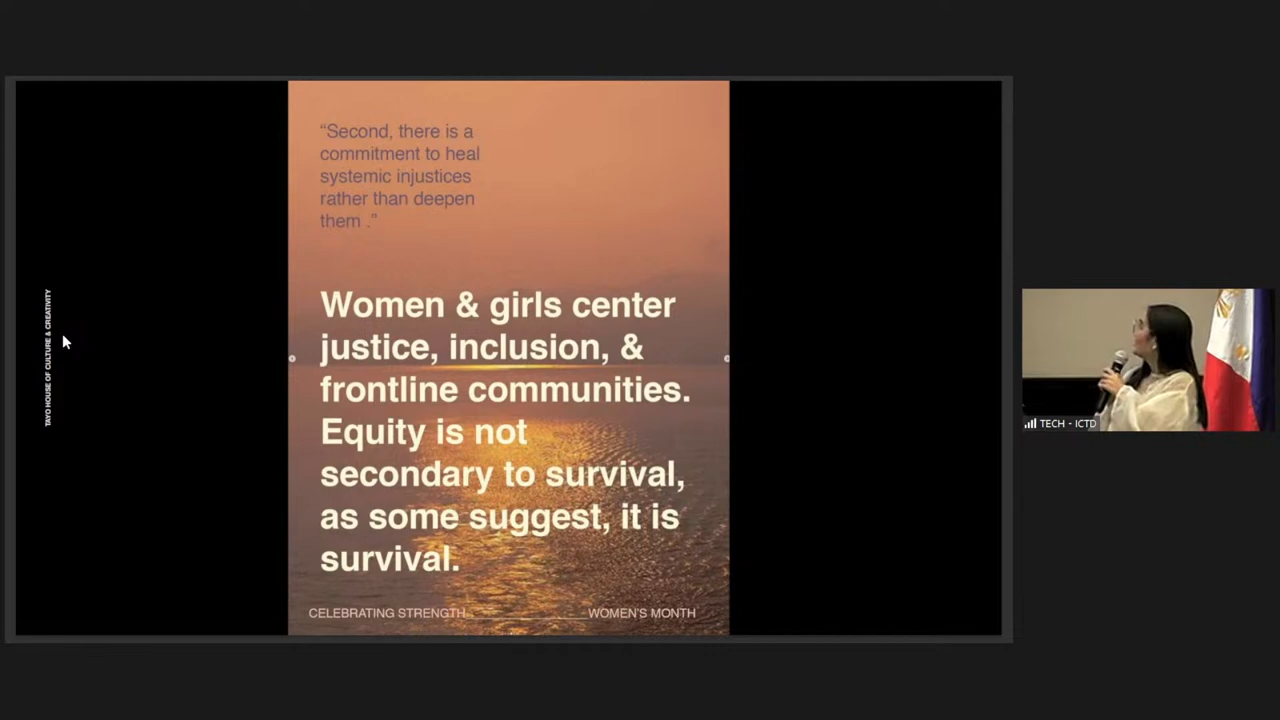 “Second, there is a
commitment to heal
systemic injustices
rather than deepen
them .”
Women & girls center
justice, inclusion, &
frontline communities.
Equity is not
secondary to survival,
as some suggest, it is
survival.
CELEBRATING STRENGTH
WOMEN'S MONTH
TAYO HOUSE OF CULTURE & CREATIVITY
TECH - ICTD